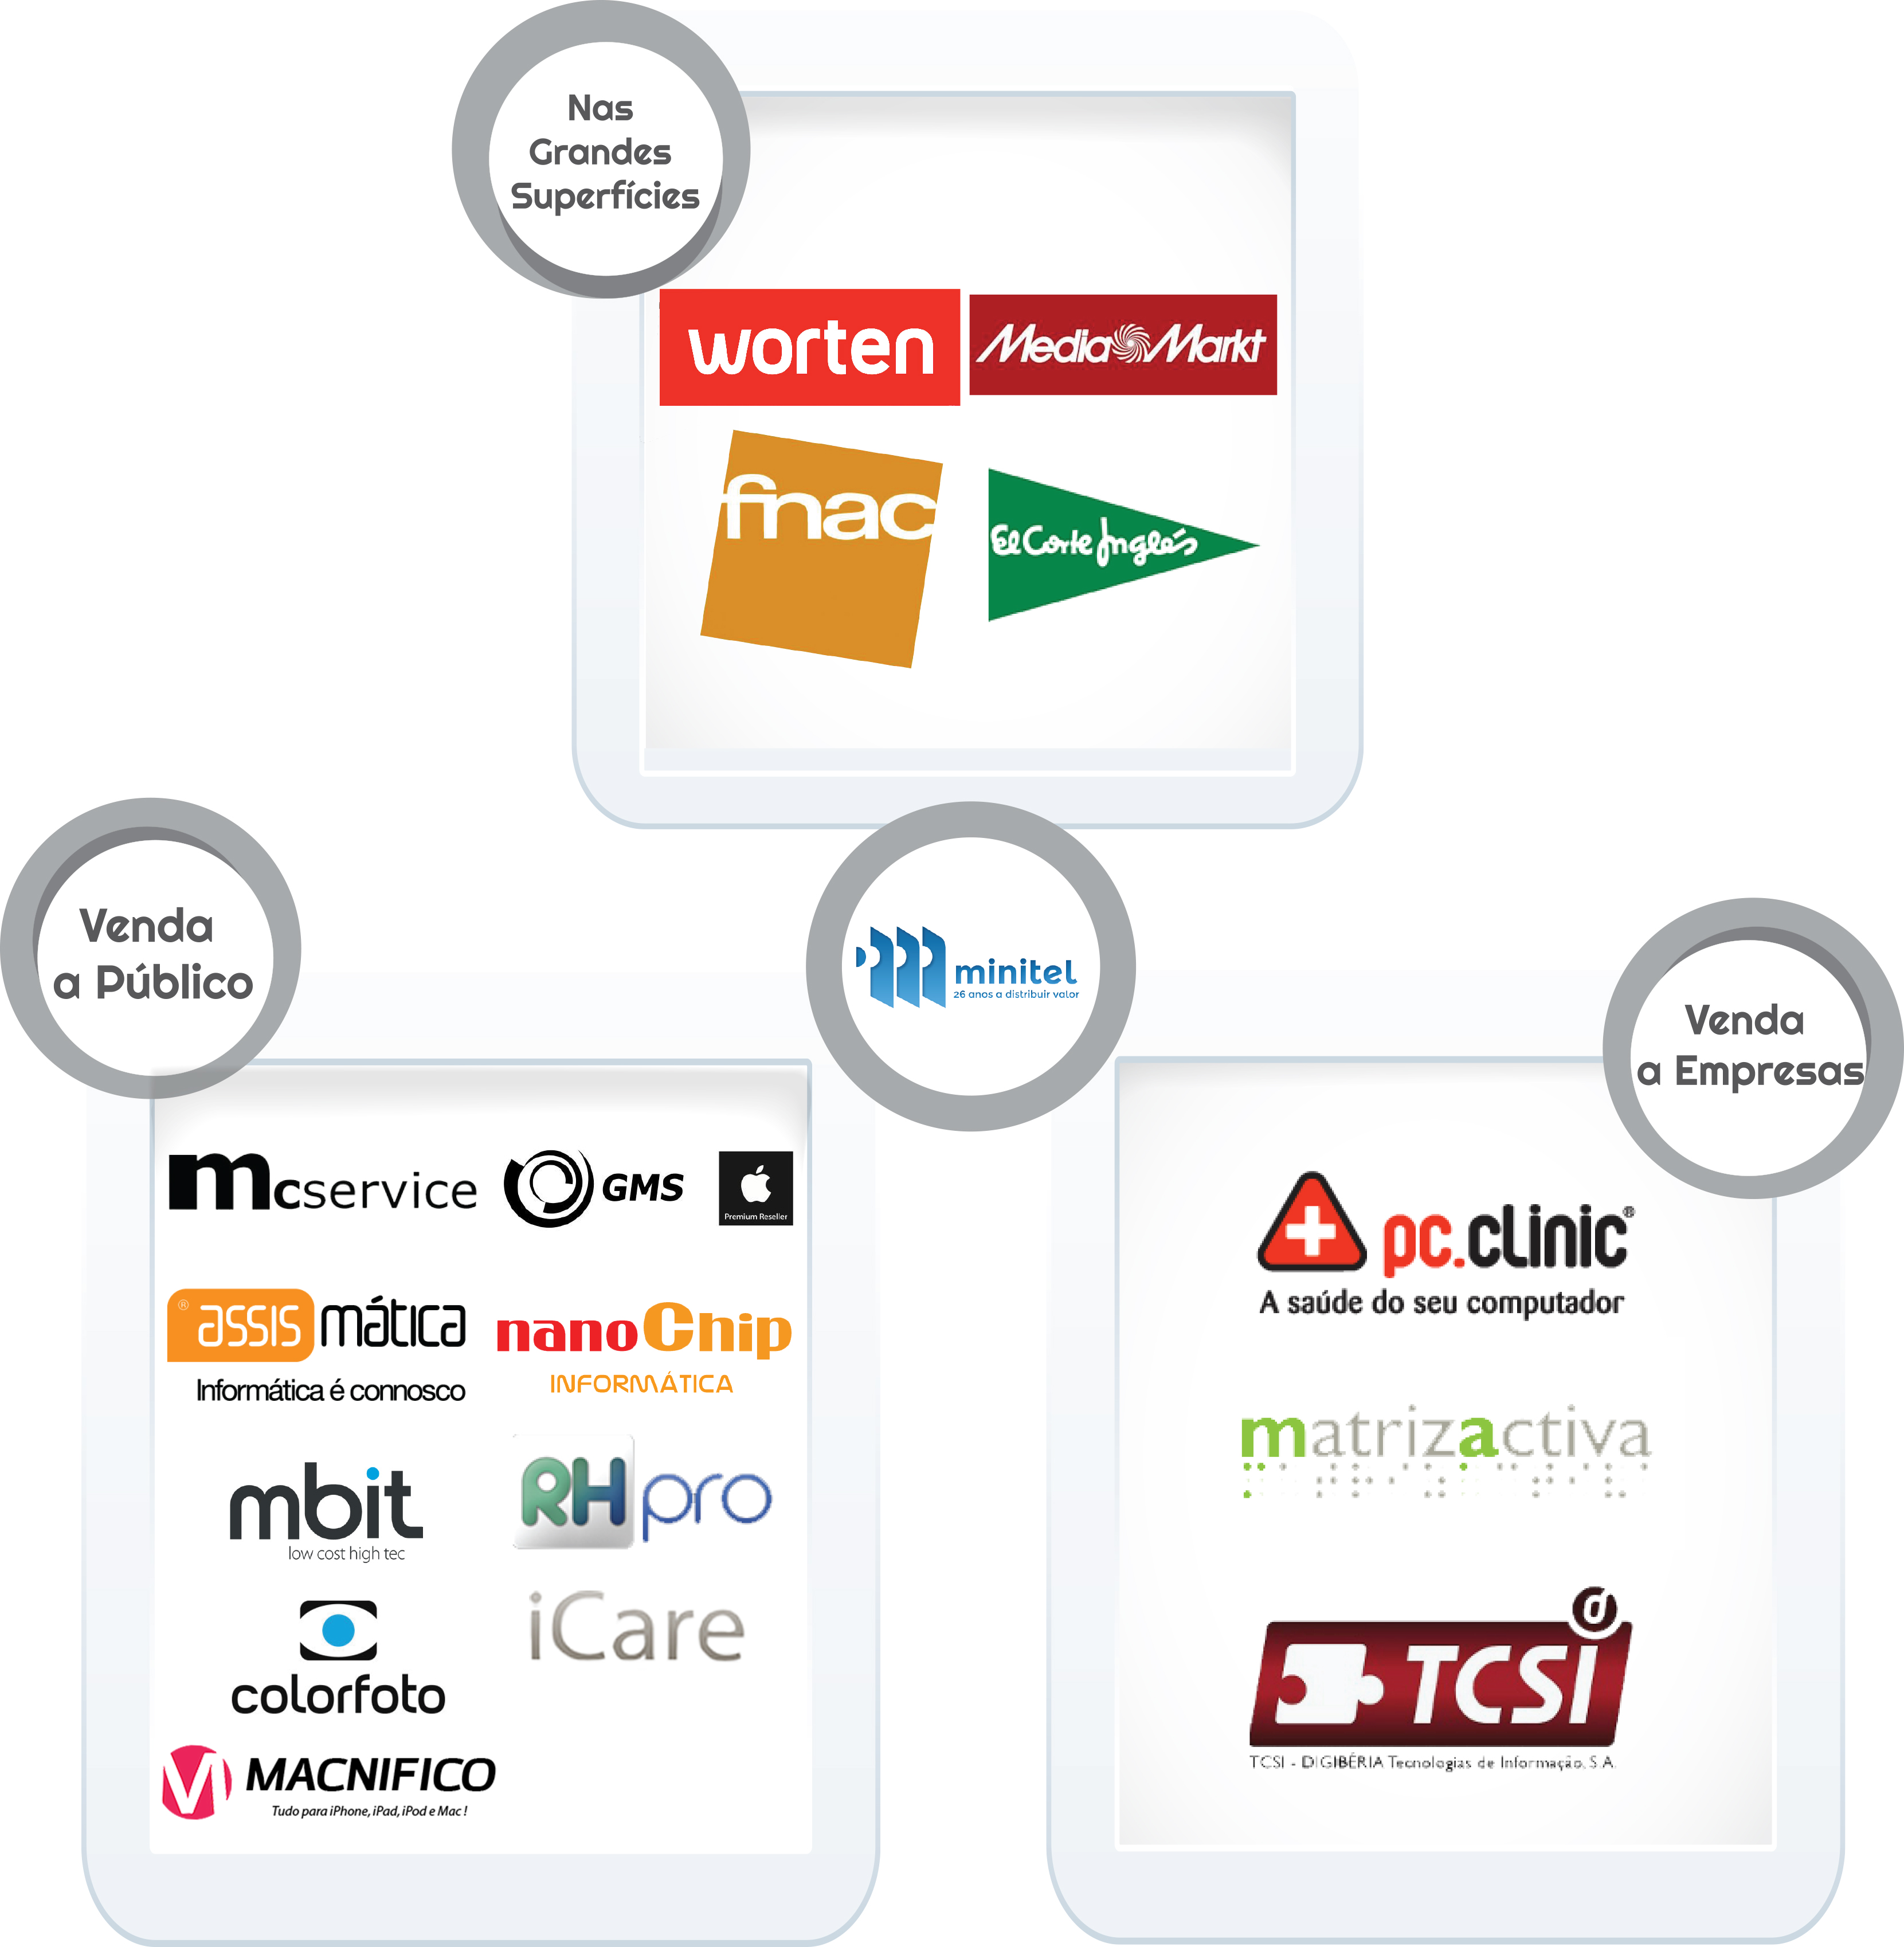 Nas
Grandes
Superfícies
worten
Media Markt
fnac
El Corte Inglés
Venda
a Público
minitel
26 anos a distribuir valor
Venda
a Empresas
mcservice
GMS
Premium Reseller
® assismática
Informática é connosco
nanoChip
INFORMÁTICA
mbit
low cost high tec
RHpro
colorfoto
iCare
MACNIFICO
Tudo para iPhone, iPad, iPod e Mac !
pc.clinic®
A saúde do seu computador
matrizactiva
TCSI
TCSI - DIGIBÉRIA Tecnologias de Informação, S.A.